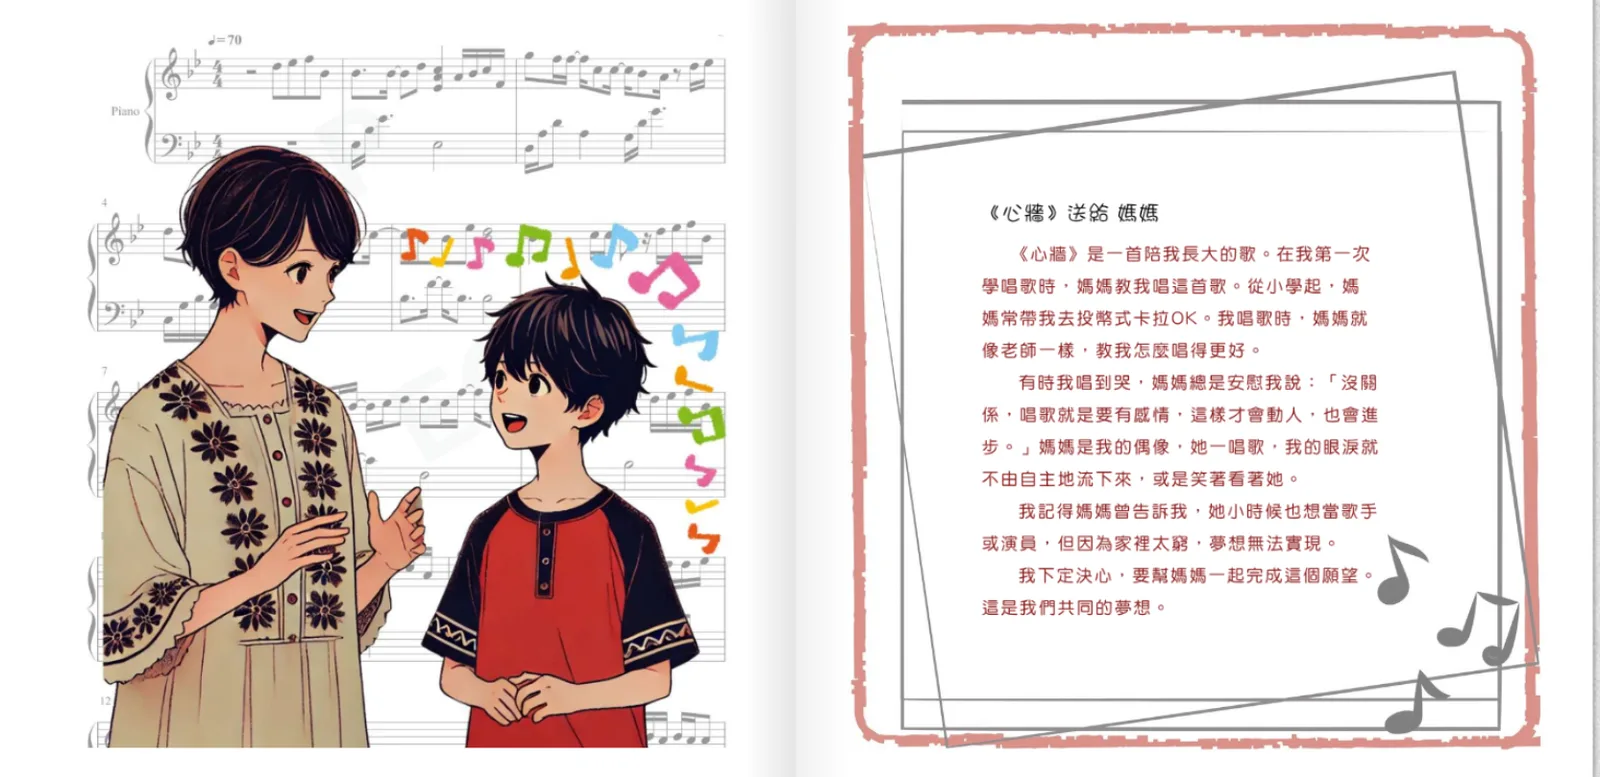 ♩=70
Piano
4
7
12
《心牆》送給 媽媽
《心牆》是一首陪我長大的歌。在我第一次
學唱歌時，媽媽教我唱這首歌。從小學起，媽
媽常帶我去投幣式卡拉OK。我唱歌時，媽媽就
像老師一樣，教我怎麼唱得更好。
有時我唱到哭，媽媽總是安慰我說：「沒關
係，唱歌就是要有感情，這樣才會動人，也會進
步。」媽媽是我的偶像，她一唱歌，我的眼淚就
不由自主地流下來，或是笑著看著她。
我記得媽媽曾告訴我，她小時候也想當歌手
或演員，但因為家裡太窮，夢想無法實現。
我下定決心，要幫媽媽一起完成這個願望。
這是我們共同的夢想。